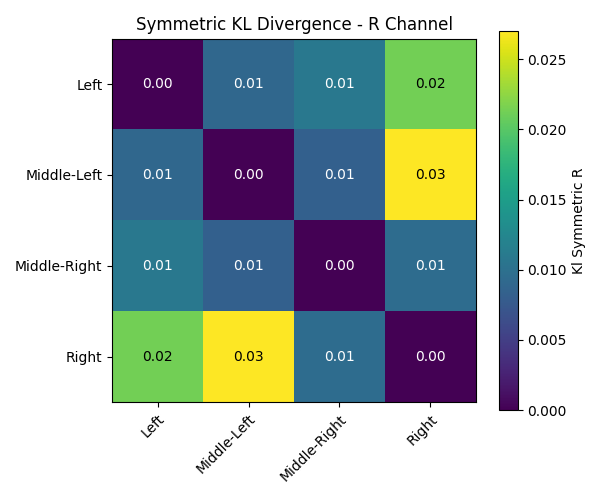 Symmetric KL Divergence - R Channel
Left 0.00 0.01 0.01 0.02
Middle-Left 0.01 0.00 0.01 0.03
Middle-Right 0.01 0.01 0.00 0.01
Right 0.02 0.03 0.01 0.00
Left Middle-Left Middle-Right Right
0.025
0.020
0.015
0.010
0.005
0.000
Kl Symmetric R